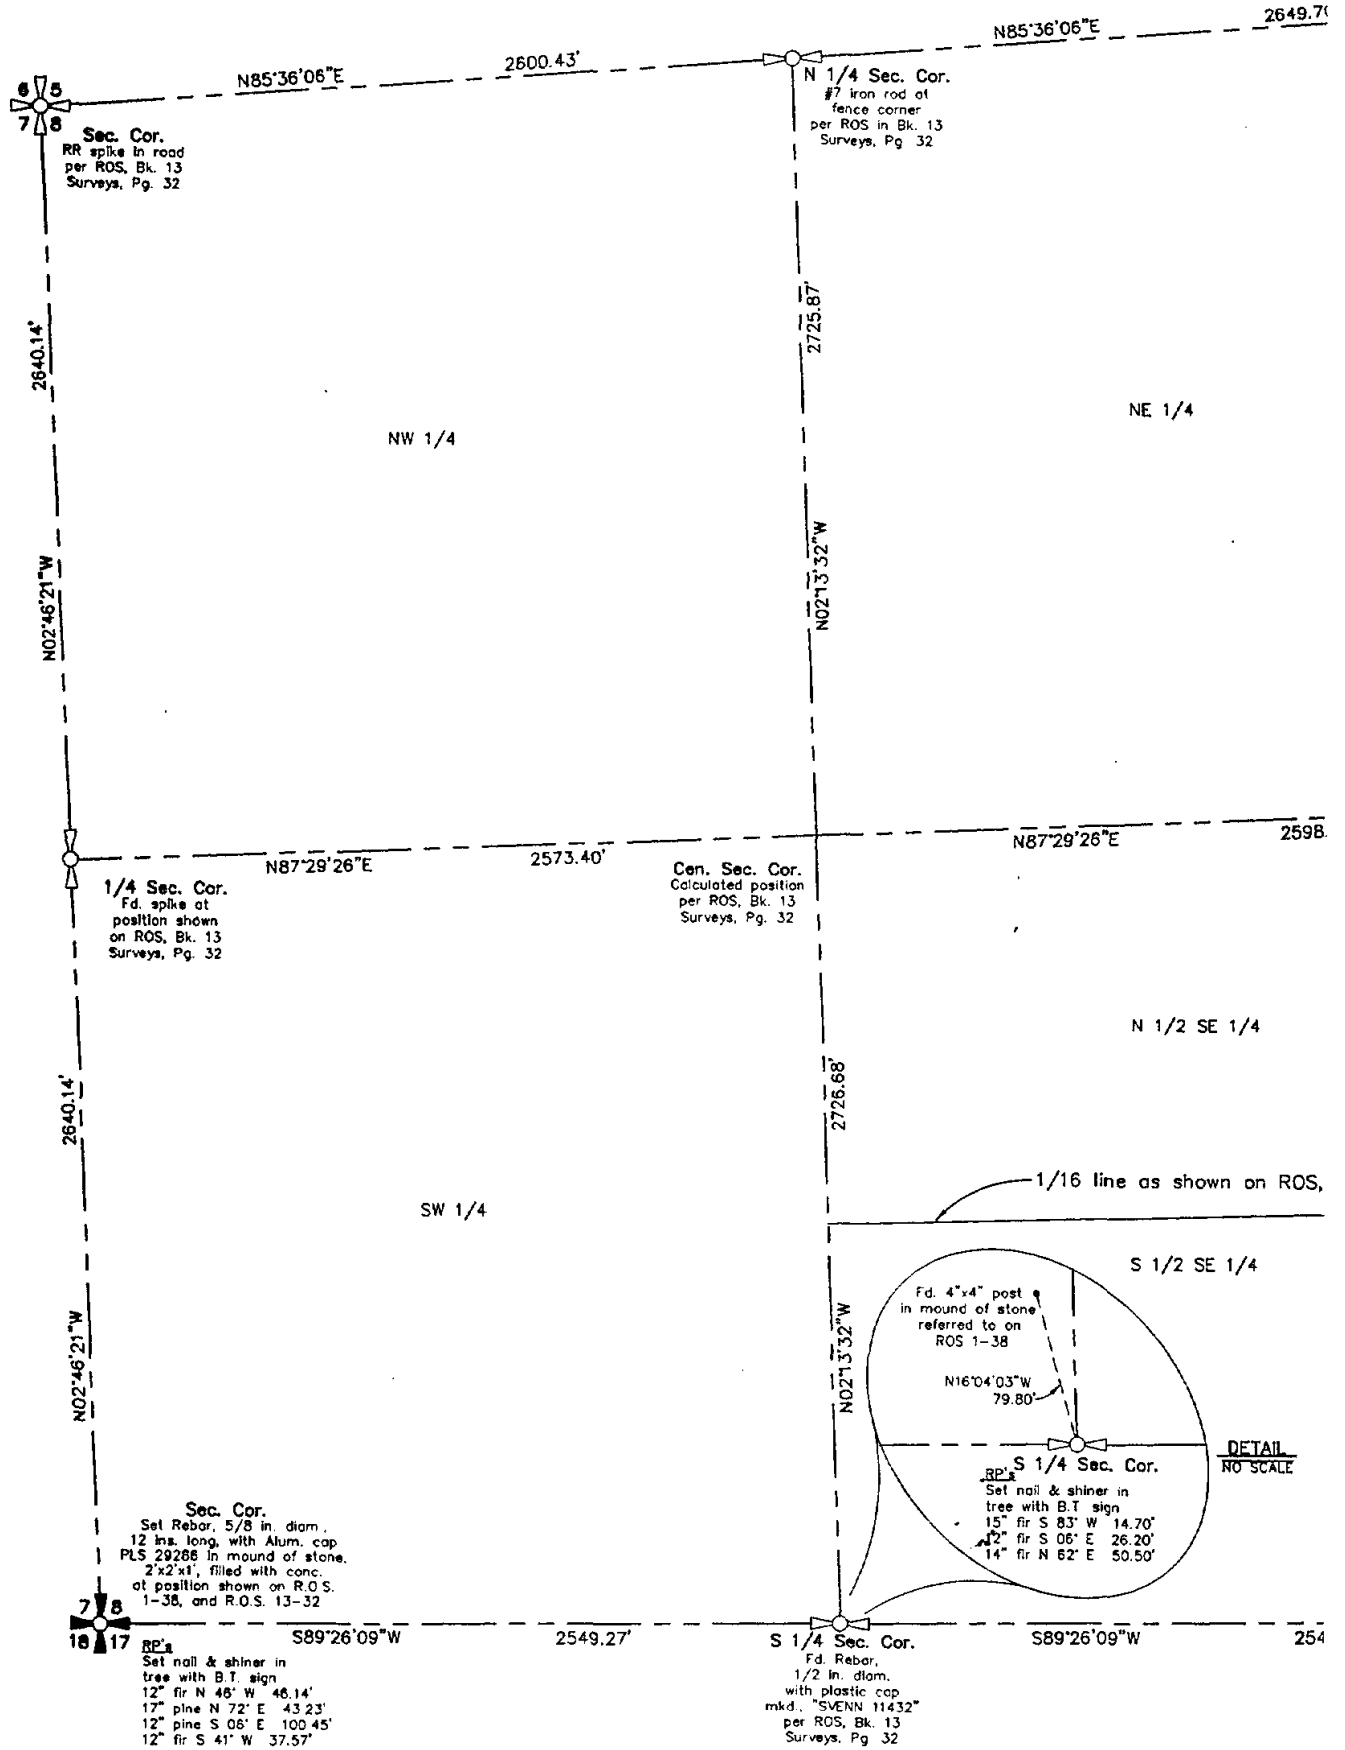 N85°36'06"E
2649.7
N85°36'06"E
2600.43'
6 5
7 8
Sec. Cor.
RR spike in road
per ROS, Bk. 13
Surveys, Pg. 32
N 1/4 Sec. Cor.
#7 iron rod at
fence corner
per ROS in Bk. 13
Surveys, Pg 32
2640.14'
N02°46'21"W
2725.87'
N02°13'32"W
NW 1/4
NE 1/4
N87°29'26"E
2573.40'
N87°29'26"E
2598.
1/4 Sec. Cor.
Fd. spike at
position shown
on ROS, Bk. 13
Surveys, Pg. 32
Cen. Sec. Cor.
Calculated position
per ROS, Bk. 13
Surveys, Pg. 32
N 1/2 SE 1/4
2640.14'
N02°46'21"W
2726.68'
N02°13'32"W
1/16 line as shown on ROS,
SW 1/4
S 1/2 SE 1/4
Fd. 4"x4" post
in mound of stone
referred to on
ROS 1-38
N16°04'03"W
79.80'
S 1/4 Sec. Cor.
RP's
Set nail & shiner in
tree with B.T sign
15" fir S 83° W 14.70'
12" fir S 06° E 26.20'
14" fir N 62° E 50.50'
DETAIL
NO SCALE
Sec. Cor.
Set Rebar, 5/8 in. diam.,
12 ins. long, with Alum. cap
PLS 29266 in mound of stone,
2'x2'x1', filled with conc.
at position shown on R.O.S.
1-38, and R.O.S. 13-32
7 8
18 17
S89°26'09"W
2549.27'
S89°26'09"W
254
RP's
Set nail & shiner in
tree with B.T. sign
12" fir N 46° W 46.14'
17" pine N 72° E 43.23'
12" pine S 06° E 100.45'
12" fir S 41° W 37.57'
S 1/4 Sec. Cor.
Fd. Rebar,
1/2 in. diam.
with plastic cap
mkd., "SVENN 11432"
per ROS, Bk. 13
Surveys, Pg 32